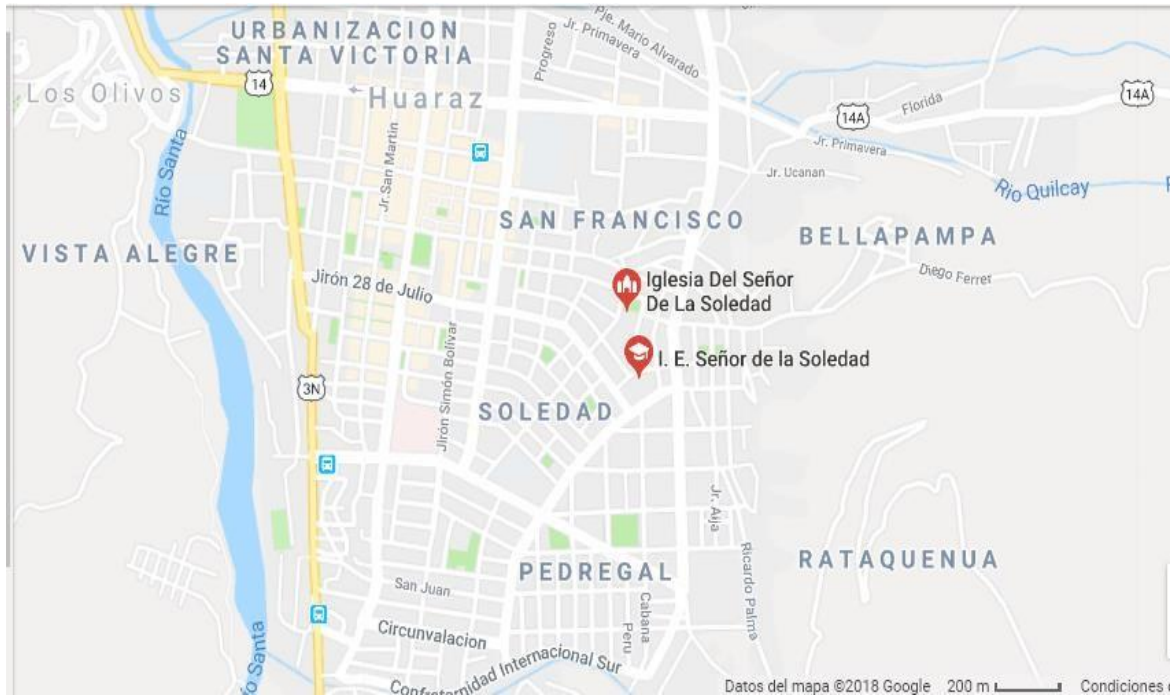 URBANIZACION
SANTA VICTORIA
Pje. Mario Alvarado
Jr. Primavera
Progreso
14
Los Olivos
Huaraz
14A
Florida
14A
Jr. Primavera
Río Santa
Jr. San Martin
Jr. Ucanan
Rio Quilcay
SAN FRANCISCO
BELLAPAMPA
VISTA ALEGRE
Diego Ferret
Jirón 28 de Julio
Iglesia Del Señor
De La Soledad
I. E. Señor de la Soledad
3N
Jirón Simón Bolívar
SOLEDAD
Jr. Aija
Ricardo Palma
RATAQUENUA
PEDREGAL
San Juan
Cabana
Peru
Circunvalacion
Confraternidad Internacional Sur
Río Santa
Datos del mapa ©2018 Google 200 m Condiciones